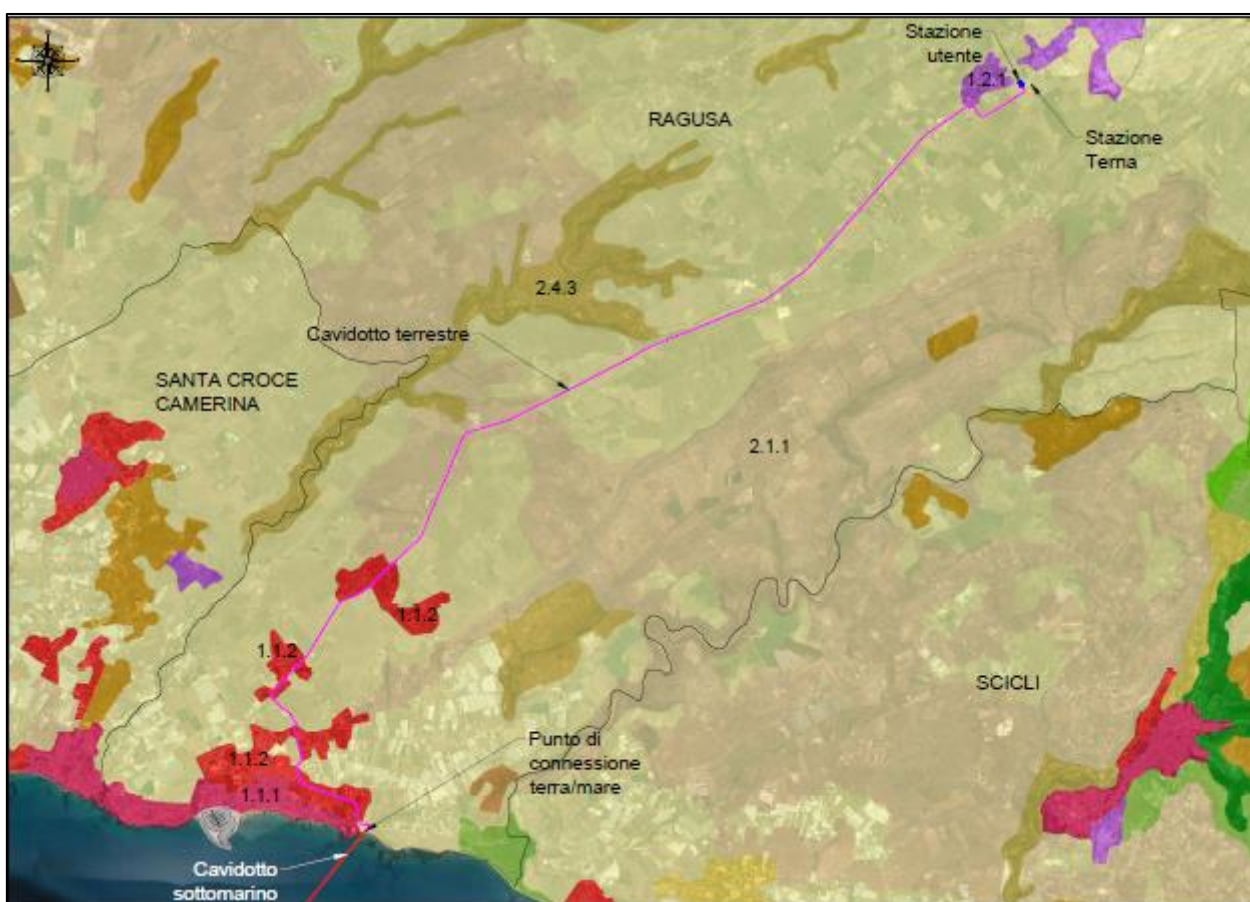 Stazione
utente
1.2.1
RAGUSA
Stazione
Terna
2.4.3
Cavidotto terrestre
SANTA CROCE
CAMERINA
2.1.1
1.1.2
1.1.2
SCICLI
Punto di
connessione
terra/mare
1.1.2
1.1.1
Cavidotto
sottomarino